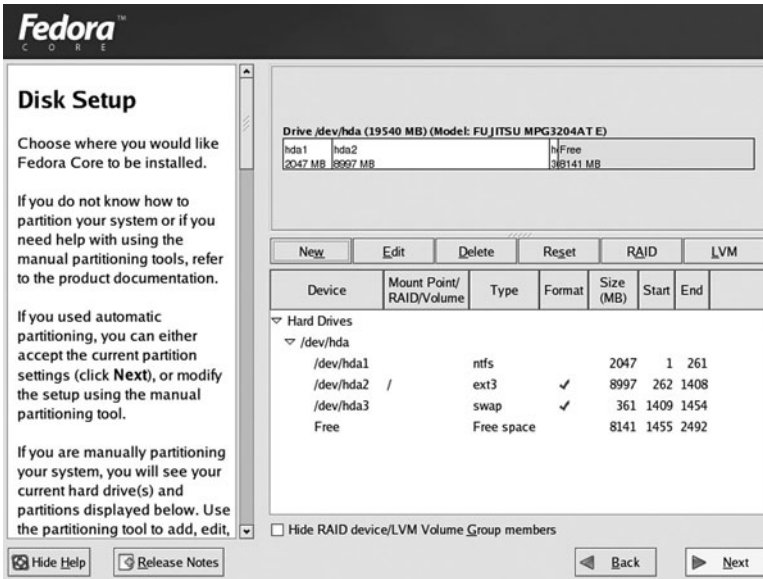 Fedora™
CORE
Disk Setup
Choose where you would like
Fedora Core to be installed.
If you do not know how to
partition your system or if you
need help with using the
manual partitioning tools, refer
to the product documentation.
If you used automatic
partitioning, you can either
accept the current partition
settings (click Next), or modify
the setup using the manual
partitioning tool.
If you are manually partitioning
your system, you will see your
current hard drive(s) and
partitions displayed below. Use
the partitioning tool to add, edit,
Drive /dev/hda (19540 MB) (Model: FUJITSU MPG3204AT E)
hda1 hda2 Free
2047 MB 8997 MB 8141 MB
New Edit Delete Reset RAID LVM
Device Mount Point/ RAID/Volume Type Format Size (MB) Start End
Hard Drives
/dev/hda
/dev/hda1 ntfs 2047 1 261
/dev/hda2 / ext3 ✓ 8997 262 1408
/dev/hda3 swap ✓ 361 1409 1454
Free Free space 8141 1455 2492
Hide RAID device/LVM Volume Group members
Hide Help Release Notes Back Next